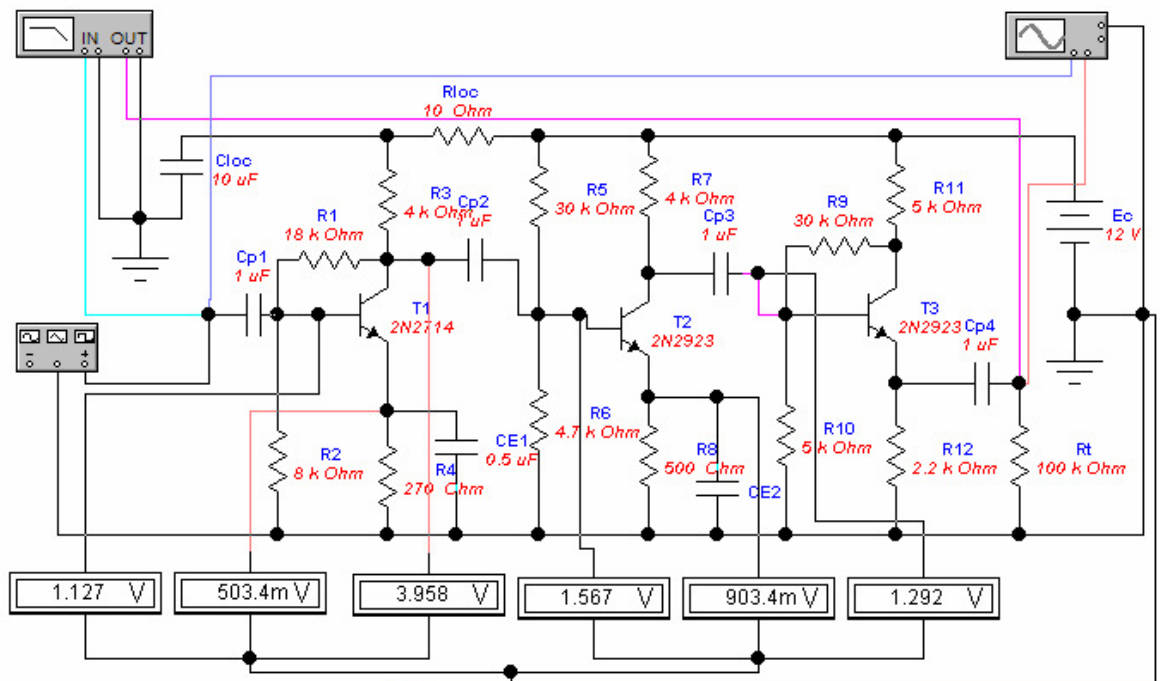 IN OUT
Rloc
10 Ohm
Cloc
10 uF
R1
18 k Ohm
R3
4 k Ohm
Cp2
1 uF
R5
30 k Ohm
R7
4 k Ohm
Cp3
1 uF
R9
30 k Ohm
R11
5 k Ohm
Ec
12 V
Cp1
1 uF
T1
2N2714
T2
2N2923
T3
2N2923
Cp4
1 uF
- +
R2
8 k Ohm
R4
270 Ohm
CE1
0.5 uF
R6
4.7 k Ohm
R8
500 Ohm
CE2
R10
5 k Ohm
R12
2.2 k Ohm
Rt
100 k Ohm
1.127 V
503.4m V
3.958 V
1.567 V
903.4m V
1.292 V